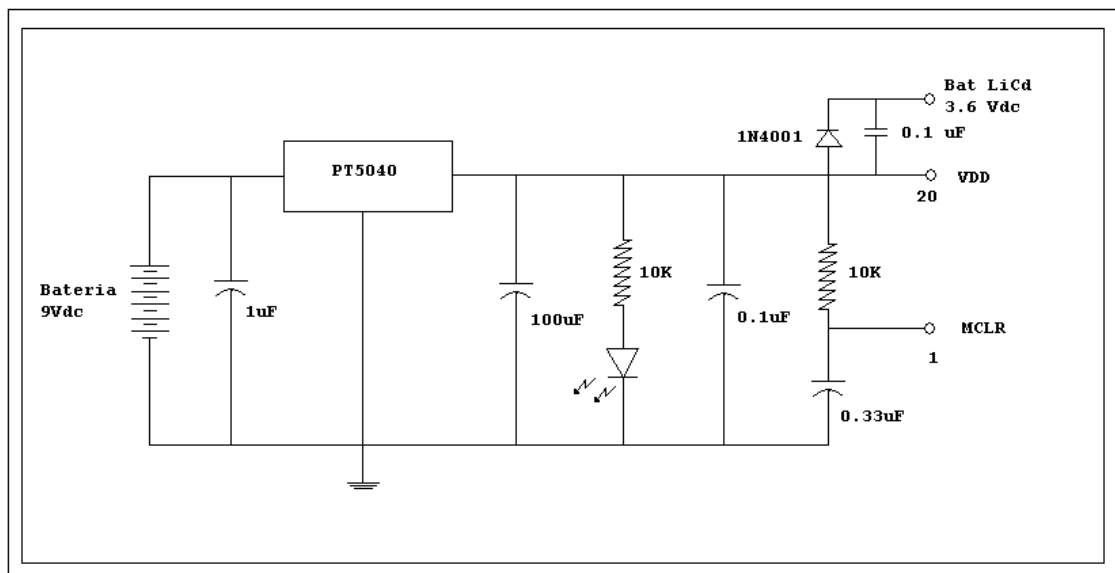 Bat LiCd
3.6 Vdc
1N4001
0.1 uF
PT5040
VDD
20
10K
10K
Bateria
9Vdc
1uF
100uF
0.1uF
MCLR
1
0.33uF